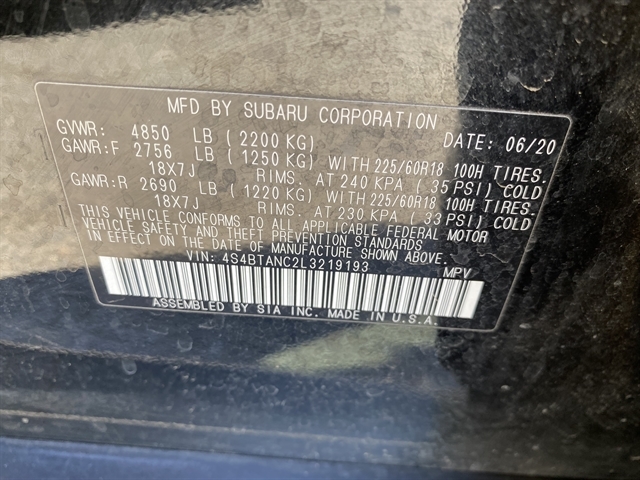 MFD BY SUBARU CORPORATION
GVWR: 4850 LB (2200 KG) DATE: 06/20
GAWR:F 2756 LB (1250 KG) WITH 225/60R18 100H TIRES.
18X7J RIMS. AT 240 KPA (35 PSI) COLD
GAWR:R 2690 LB (1220 KG) WITH 225/60R18 100H TIRES.
18X7J RIMS. AT 230 KPA (33 PSI) COLD
THIS VEHICLE CONFORMS TO ALL APPLICABLE FEDERAL MOTOR
VEHICLE SAFETY AND THEFT PREVENTION STANDARDS
IN EFFECT ON THE DATE OF MANUFACTURE SHOWN ABOVE.
VIN: 4S4BTANC2L3219193 MPV
ASSEMBLED BY SIA INC. MADE IN U.S.A.